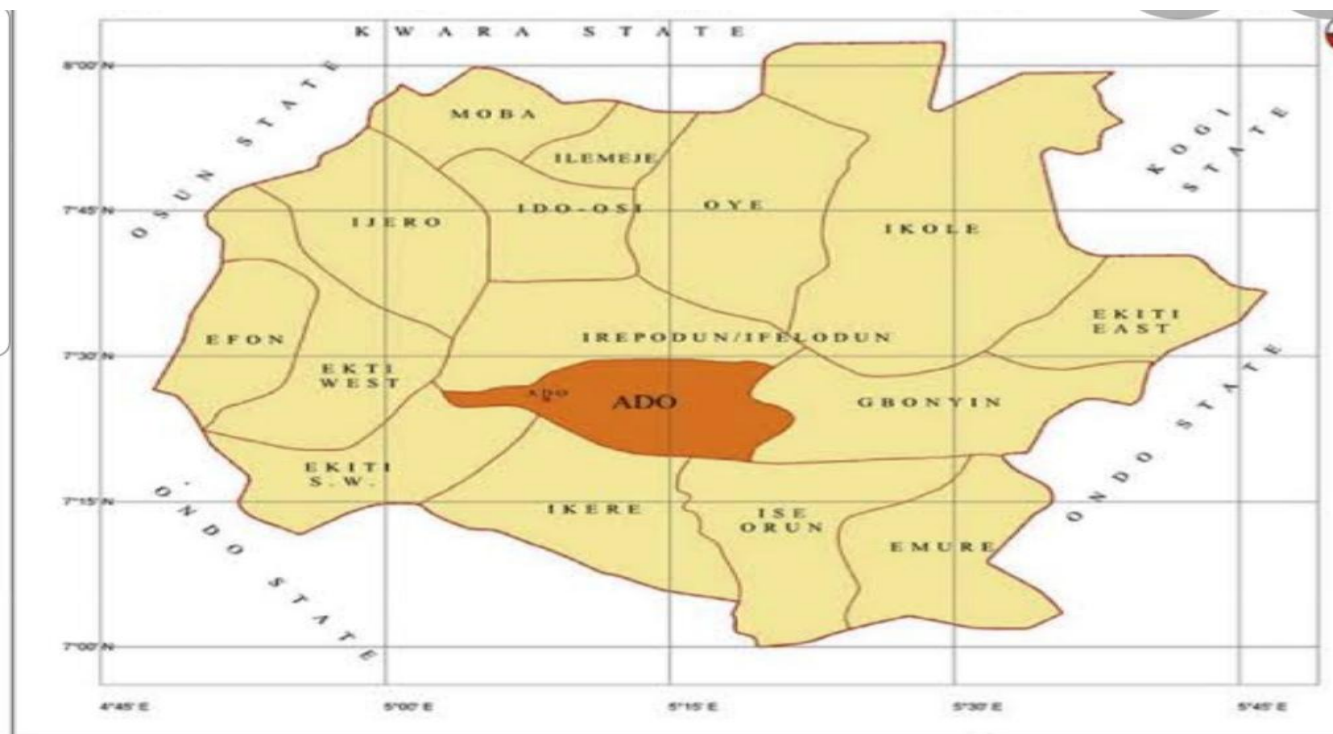 KWARA STATE
8°00' N
OSUN STATE
MOBA
KOGI
STATE
ILEMEJE
7°45' N
IDO-OSI
OYE
IJERO
IKOLE
EFON
IREPODUN/IFELODUN
EKITI
EAST
7°30' N
EKTI
WEST
ADO
ADO
GBONYIN
ONDO STATE
EKITI
S.W.
7°15' N
IKERE
ISE
ORUN
EMURE
ONDO STATE
7°00' N
4°45' E
5°00' E
5°15' E
5°30' E
5°45' E